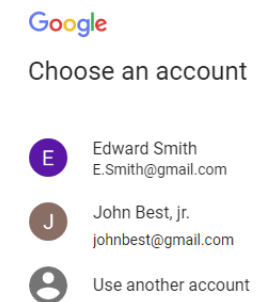 Google
Choose an account
E
Edward Smith
E.Smith@gmail.com
J
John Best, jr.
johnbest@gmail.com
Use another account